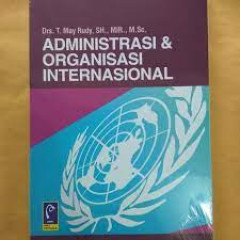 Drs. T. May Rudy, SH., MIR., M.Sc.
ADMINISTRASI &
ORGANISASI
INTERNASIONAL